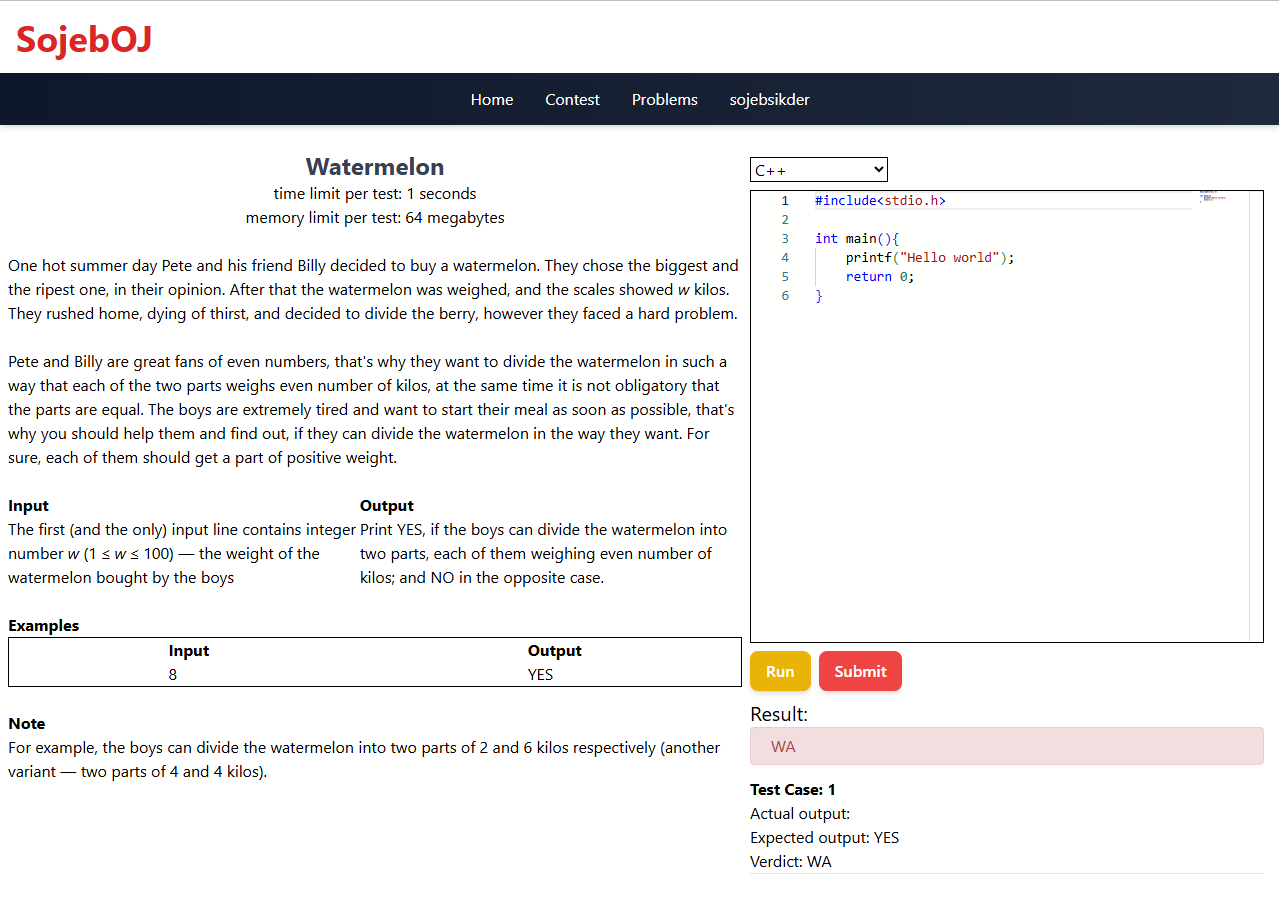 SojebOJ
Home Contest Problems sojebsikder
Watermelon
time limit per test: 1 seconds
memory limit per test: 64 megabytes
One hot summer day Pete and his friend Billy decided to buy a watermelon. They chose the biggest and
the ripest one, in their opinion. After that the watermelon was weighed, and the scales showed w kilos.
They rushed home, dying of thirst, and decided to divide the berry, however they faced a hard problem.
Pete and Billy are great fans of even numbers, that's why they want to divide the watermelon in such a
way that each of the two parts weighs even number of kilos, at the same time it is not obligatory that
the parts are equal. The boys are extremely tired and want to start their meal as soon as possible, that's
why you should help them and find out, if they can divide the watermelon in the way they want. For
sure, each of them should get a part of positive weight.
Input
The first (and the only) input line contains integer
number w (1 ≤ w ≤ 100) — the weight of the
watermelon bought by the boys
Output
Print YES, if the boys can divide the watermelon into
two parts, each of them weighing even number of
kilos; and NO in the opposite case.
Examples
Input Output
8 YES
Note
For example, the boys can divide the watermelon into two parts of 2 and 6 kilos respectively (another
variant — two parts of 4 and 4 kilos).
C++
1 #include<stdio.h>
2
3 int main(){
4 printf("Hello world");
5 return 0;
6 }
Run Submit
Result:
WA
Test Case: 1
Actual output:
Expected output: YES
Verdict: WA